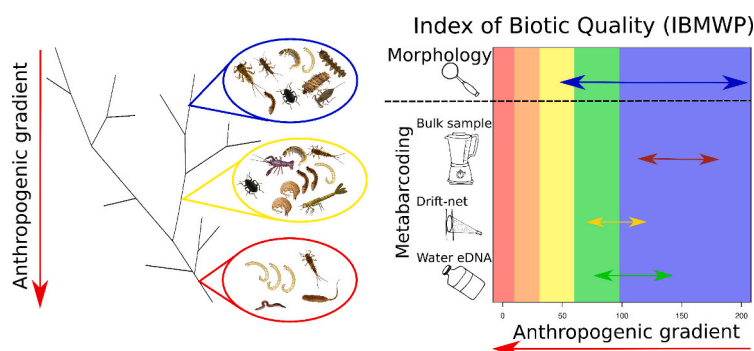 Anthropogenic gradient
Index of Biotic Quality (IBMWP)
Morphology
Metabarcoding
Bulk sample
Drift-net
Water eDNA
0
50
100
150
200
Anthropogenic gradient